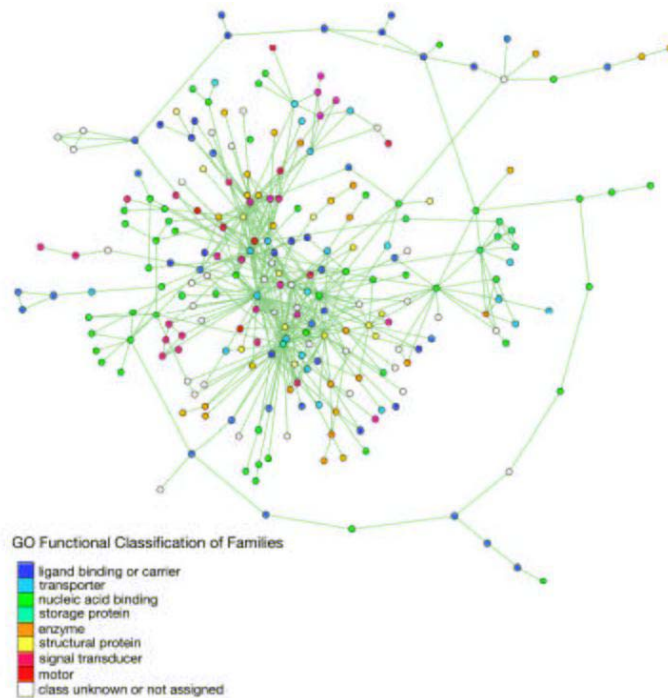 GO Functional Classification of Families
ligand binding or carrier
transporter
nucleic acid binding
storage protein
enzyme
structural protein
signal transducer
motor
class unknown or not assigned